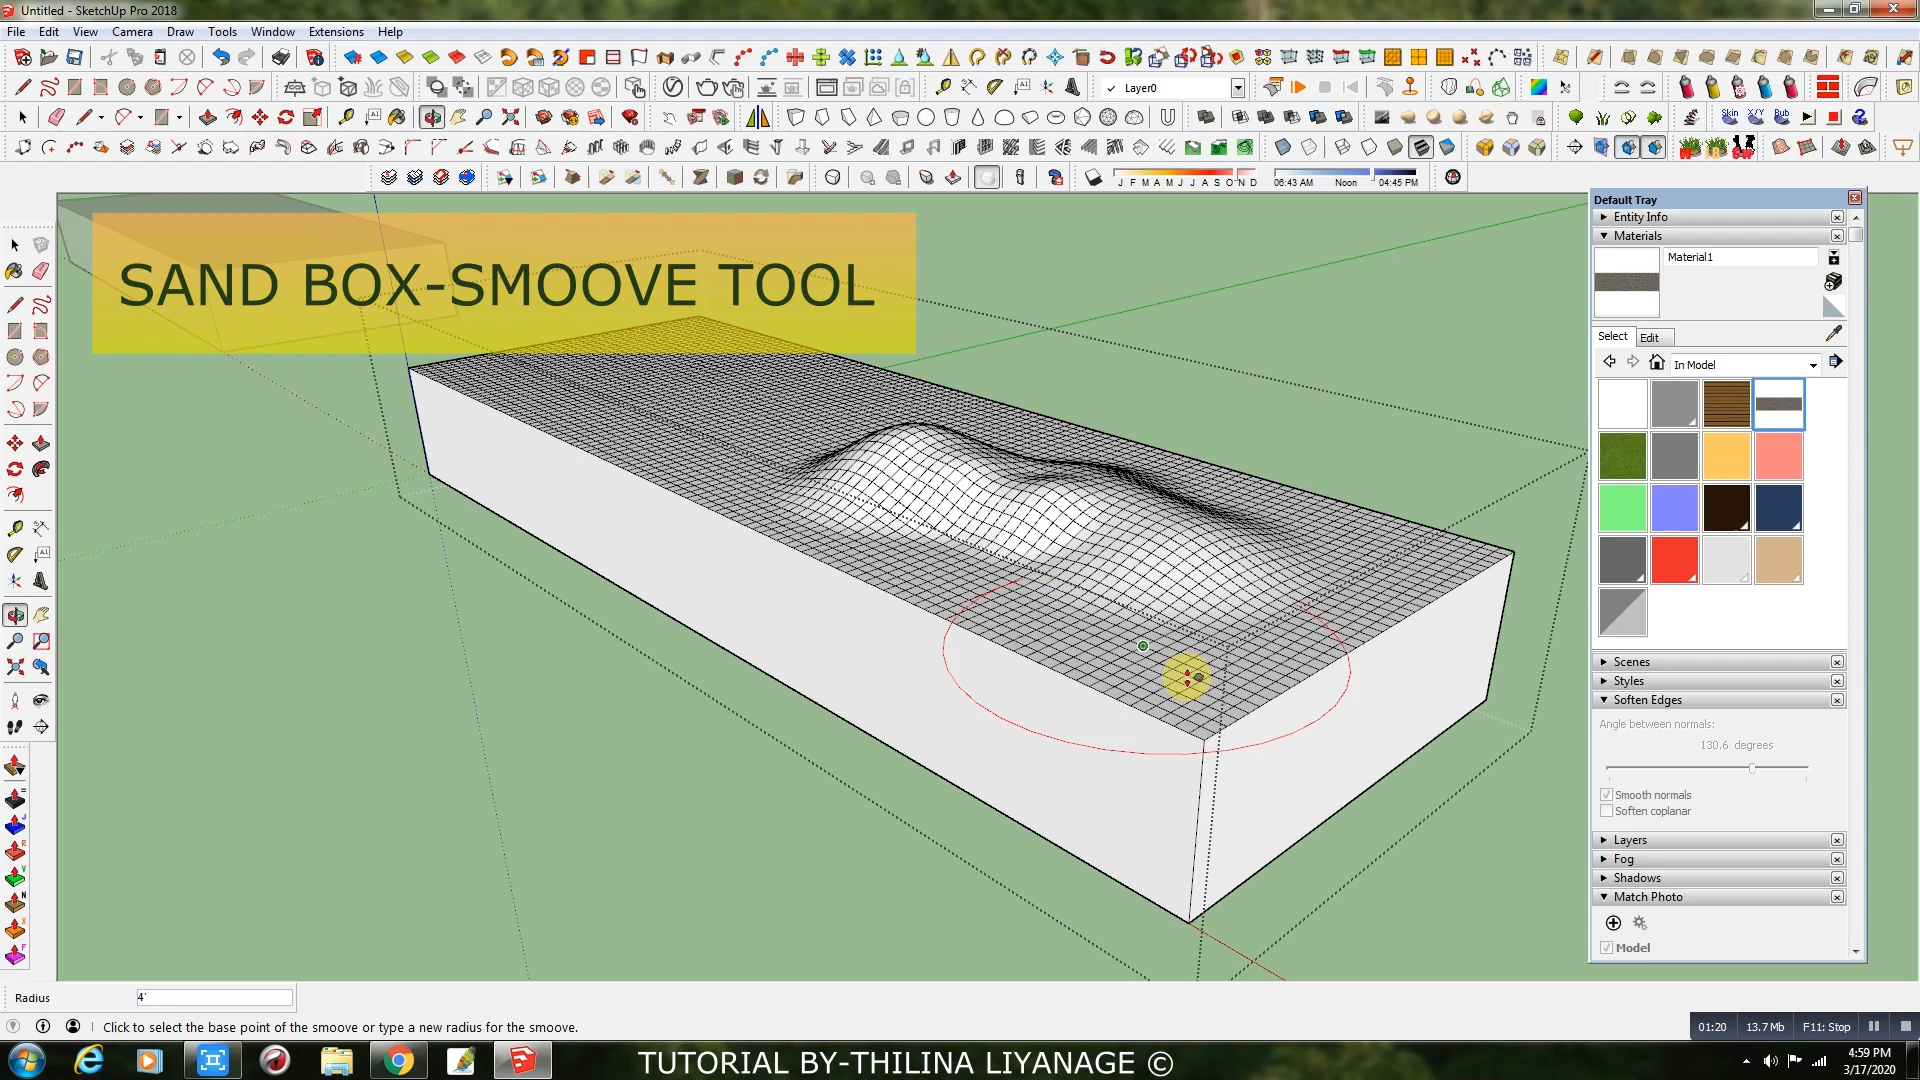 Untitled - SketchUp Pro 2018
File Edit View Camera Draw Tools Window Extensions Help
Layer0
Skin X/Y Bub
J F M A M J J A S O N D 06:43 AM Noon 04:45 PM
Default Tray
Entity Info
Materials
Material1
Select Edit
In Model
SAND BOX-SMOOVE TOOL
Scenes
Styles
Soften Edges
Angle between normals:
130.6 degrees
Smooth normals
Soften coplanar
Layers
Fog
Shadows
Match Photo
Model
Radius 4'
Click to select the base point of the smoove or type a new radius for the smoove.
01:20 13.7 Mb F11: Stop
TUTORIAL BY-THILINA LIYANAGE ©
4:59 PM
3/17/2020